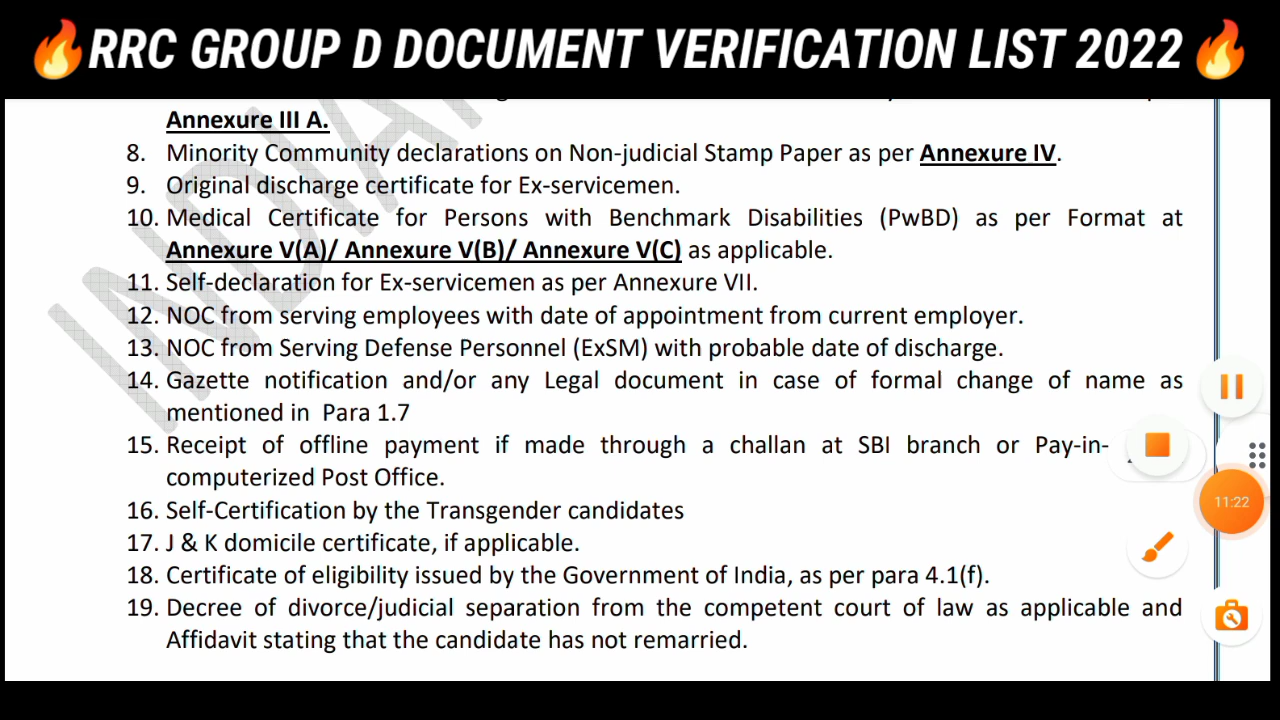 🔥RRC GROUP D DOCUMENT VERIFICATION LIST 2022🔥
Annexure III A.
8. Minority Community declarations on Non-judicial Stamp Paper as per Annexure IV.
9. Original discharge certificate for Ex-servicemen.
10. Medical Certificate for Persons with Benchmark Disabilities (PwBD) as per Format at
Annexure V(A)/ Annexure V(B)/ Annexure V(C) as applicable.
11. Self-declaration for Ex-servicemen as per Annexure VII.
12. NOC from serving employees with date of appointment from current employer.
13. NOC from Serving Defense Personnel (ExSM) with probable date of discharge.
14. Gazette notification and/or any Legal document in case of formal change of name as
mentioned in Para 1.7
15. Receipt of offline payment if made through a challan at SBI branch or Pay-in-
computerized Post Office.
16. Self-Certification by the Transgender candidates
17. J & K domicile certificate, if applicable.
18. Certificate of eligibility issued by the Government of India, as per para 4.1(f).
19. Decree of divorce/judicial separation from the competent court of law as applicable and
Affidavit stating that the candidate has not remarried.
11:22